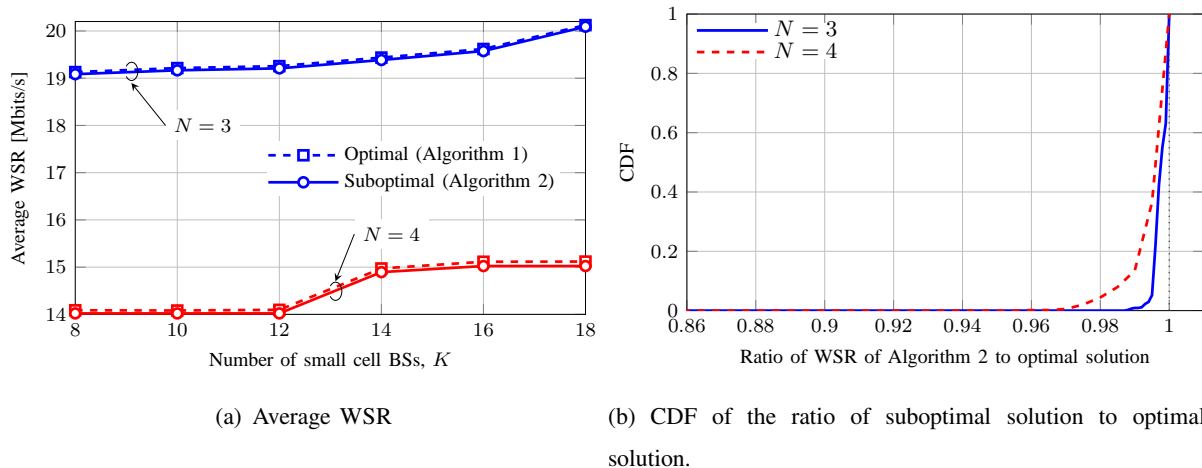 20
19
18
17
16
15
14
8
10
12
14
16
18
Average WSR [Mbits/s]
Number of small cell BSs, K
N = 3
Optimal (Algorithm 1)
Suboptimal (Algorithm 2)
N = 4
(a) Average WSR
1
0.8
0.6
0.4
0.2
0
0.86
0.88
0.9
0.92
0.94
0.96
0.98
1
CDF
Ratio of WSR of Algorithm 2 to optimal solution
N = 3
N = 4
(b) CDF of the ratio of suboptimal solution to optimal
solution.